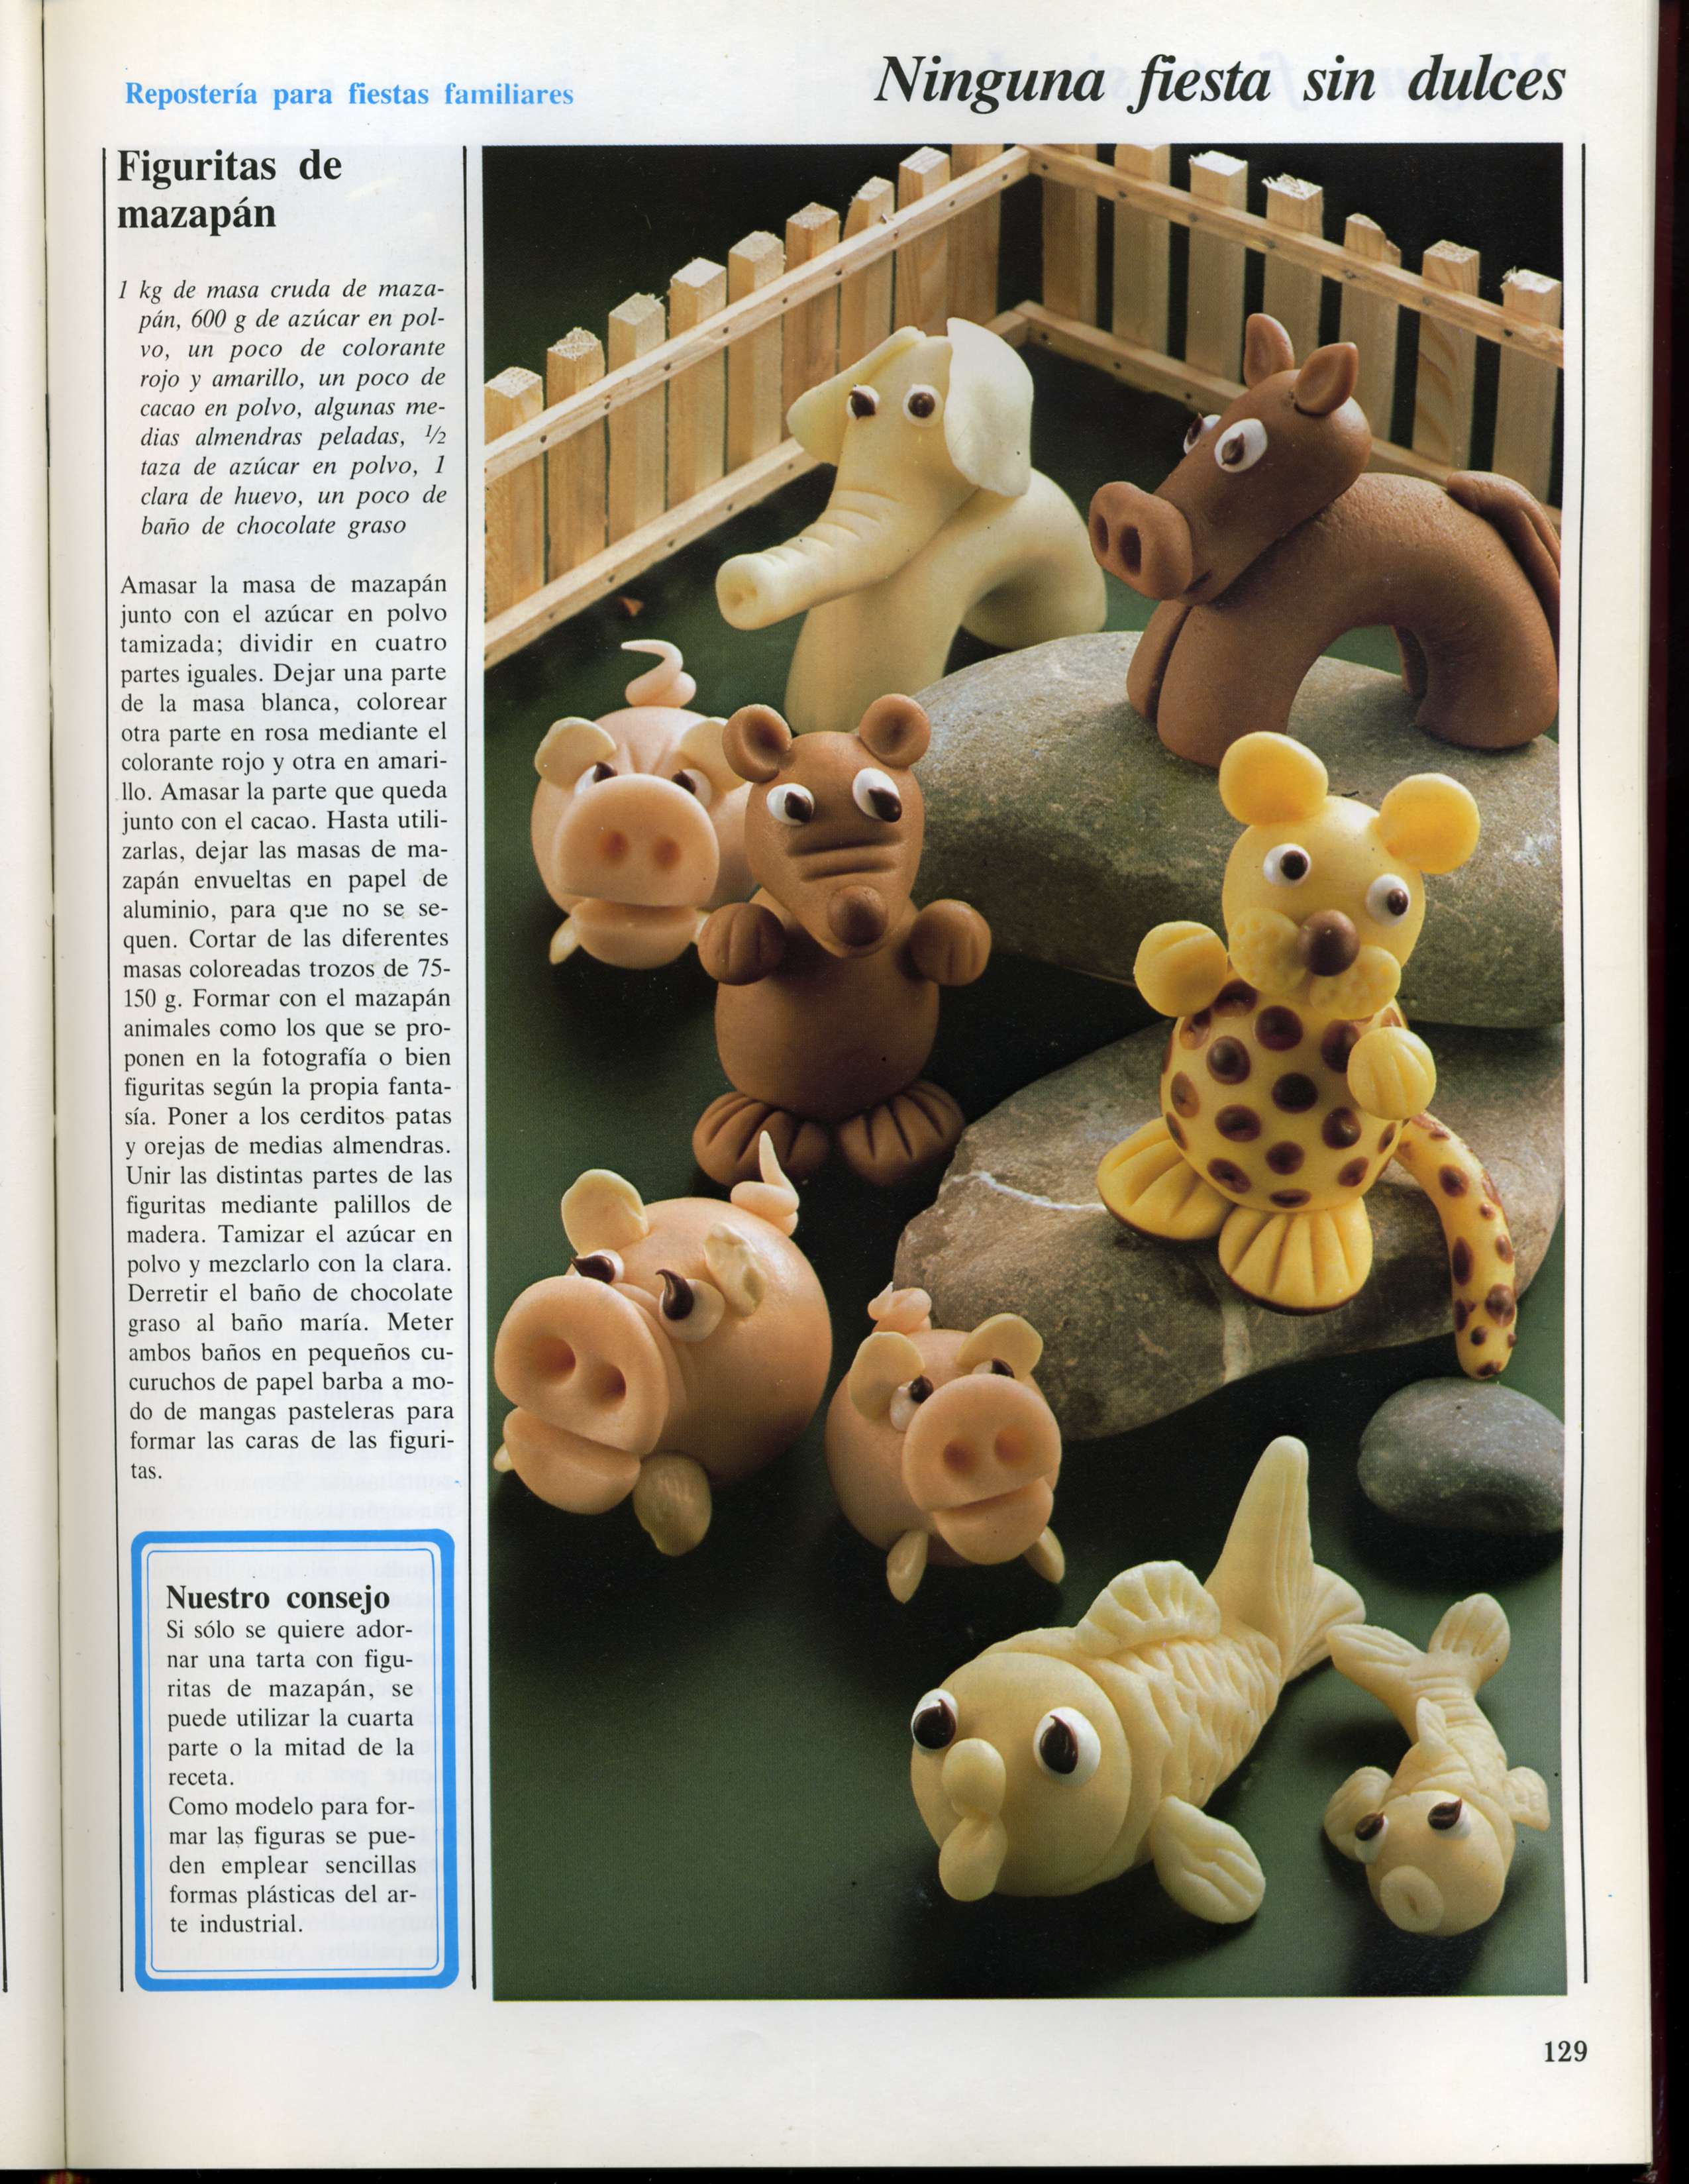 Repostería para fiestas familiares
Ninguna fiesta sin dulces
Figuritas de
mazapán
1 kg de masa cruda de maza-
pán, 600 g de azúcar en pol-
vo, un poco de colorante
rojo y amarillo, un poco de
cacao en polvo, algunas me-
dias almendras peladas, ½
taza de azúcar en polvo, 1
clara de huevo, un poco de
baño de chocolate graso
Amasar la masa de mazapán
junto con el azúcar en polvo
tamizada; dividir en cuatro
partes iguales. Dejar una parte
de la masa blanca, colorear
otra parte en rosa mediante el
colorante rojo y otra en amari-
llo. Amasar la parte que queda
junto con el cacao. Hasta utili-
zarlas, dejar las masas de ma-
zapán envueltas en papel de
aluminio, para que no se se-
quen. Cortar de las diferentes
masas coloreadas trozos de 75-
150 g. Formar con el mazapán
animales como los que se pro-
ponen en la fotografía o bien
figuritas según la propia fanta-
sía. Poner a los cerditos patas
y orejas de medias almendras.
Unir las distintas partes de las
figuritas mediante palillos de
madera. Tamizar el azúcar en
polvo y mezclarlo con la clara.
Derretir el baño de chocolate
graso al baño maría. Meter
ambos baños en pequeños cu-
curuchos de papel barba a mo-
do de mangas pasteleras para
formar las caras de las figuri-
tas.
Nuestro consejo
Si sólo se quiere ador-
nar una tarta con figu-
ritas de mazapán, se
puede utilizar la cuarta
parte o la mitad de la
receta.
Como modelo para for-
mar las figuras se pue-
den emplear sencillas
formas plásticas del ar-
te industrial.
129